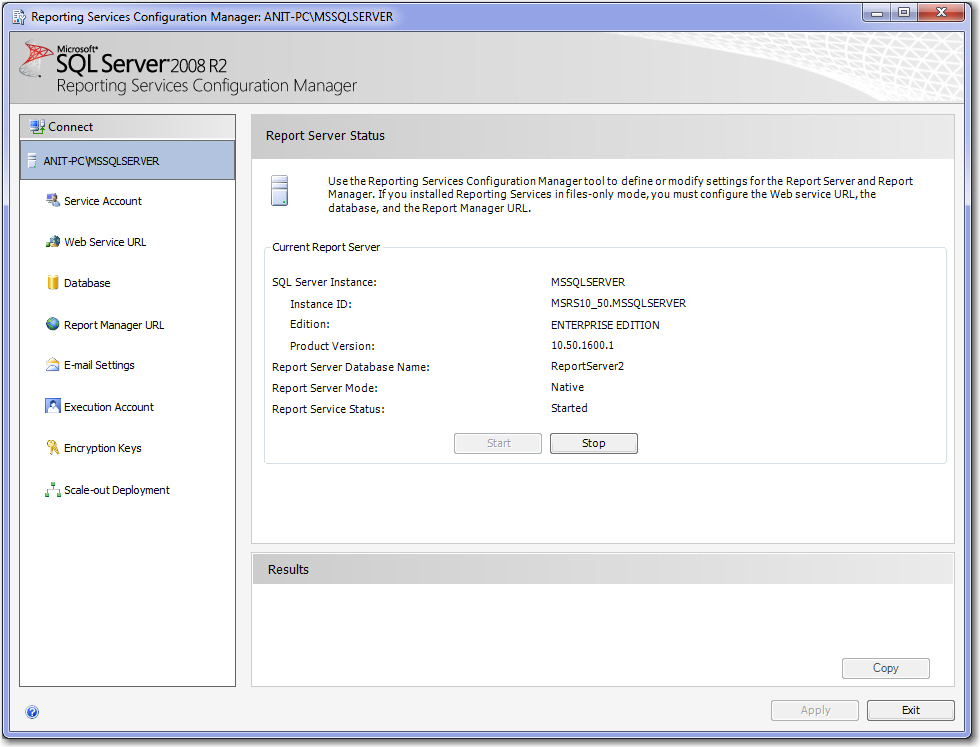 Reporting Services Configuration Manager: ANIT-PC\MSSQLSERVER
Microsoft®
SQL Server 2008 R2
Reporting Services Configuration Manager
Connect
ANIT-PC\MSSQLSERVER
Service Account
Web Service URL
Database
Report Manager URL
E-mail Settings
Execution Account
Encryption Keys
Scale-out Deployment
Report Server Status
Use the Reporting Services Configuration Manager tool to define or modify settings for the Report Server and Report
Manager. If you installed Reporting Services in files-only mode, you must configure the Web service URL, the
database, and the Report Manager URL.
Current Report Server
SQL Server Instance: MSSQLSERVER
Instance ID: MSRS10_50.MSSQLSERVER
Edition: ENTERPRISE EDITION
Product Version: 10.50.1600.1
Report Server Database Name: ReportServer2
Report Server Mode: Native
Report Service Status: Started
Start Stop
Results
Copy
Apply Exit